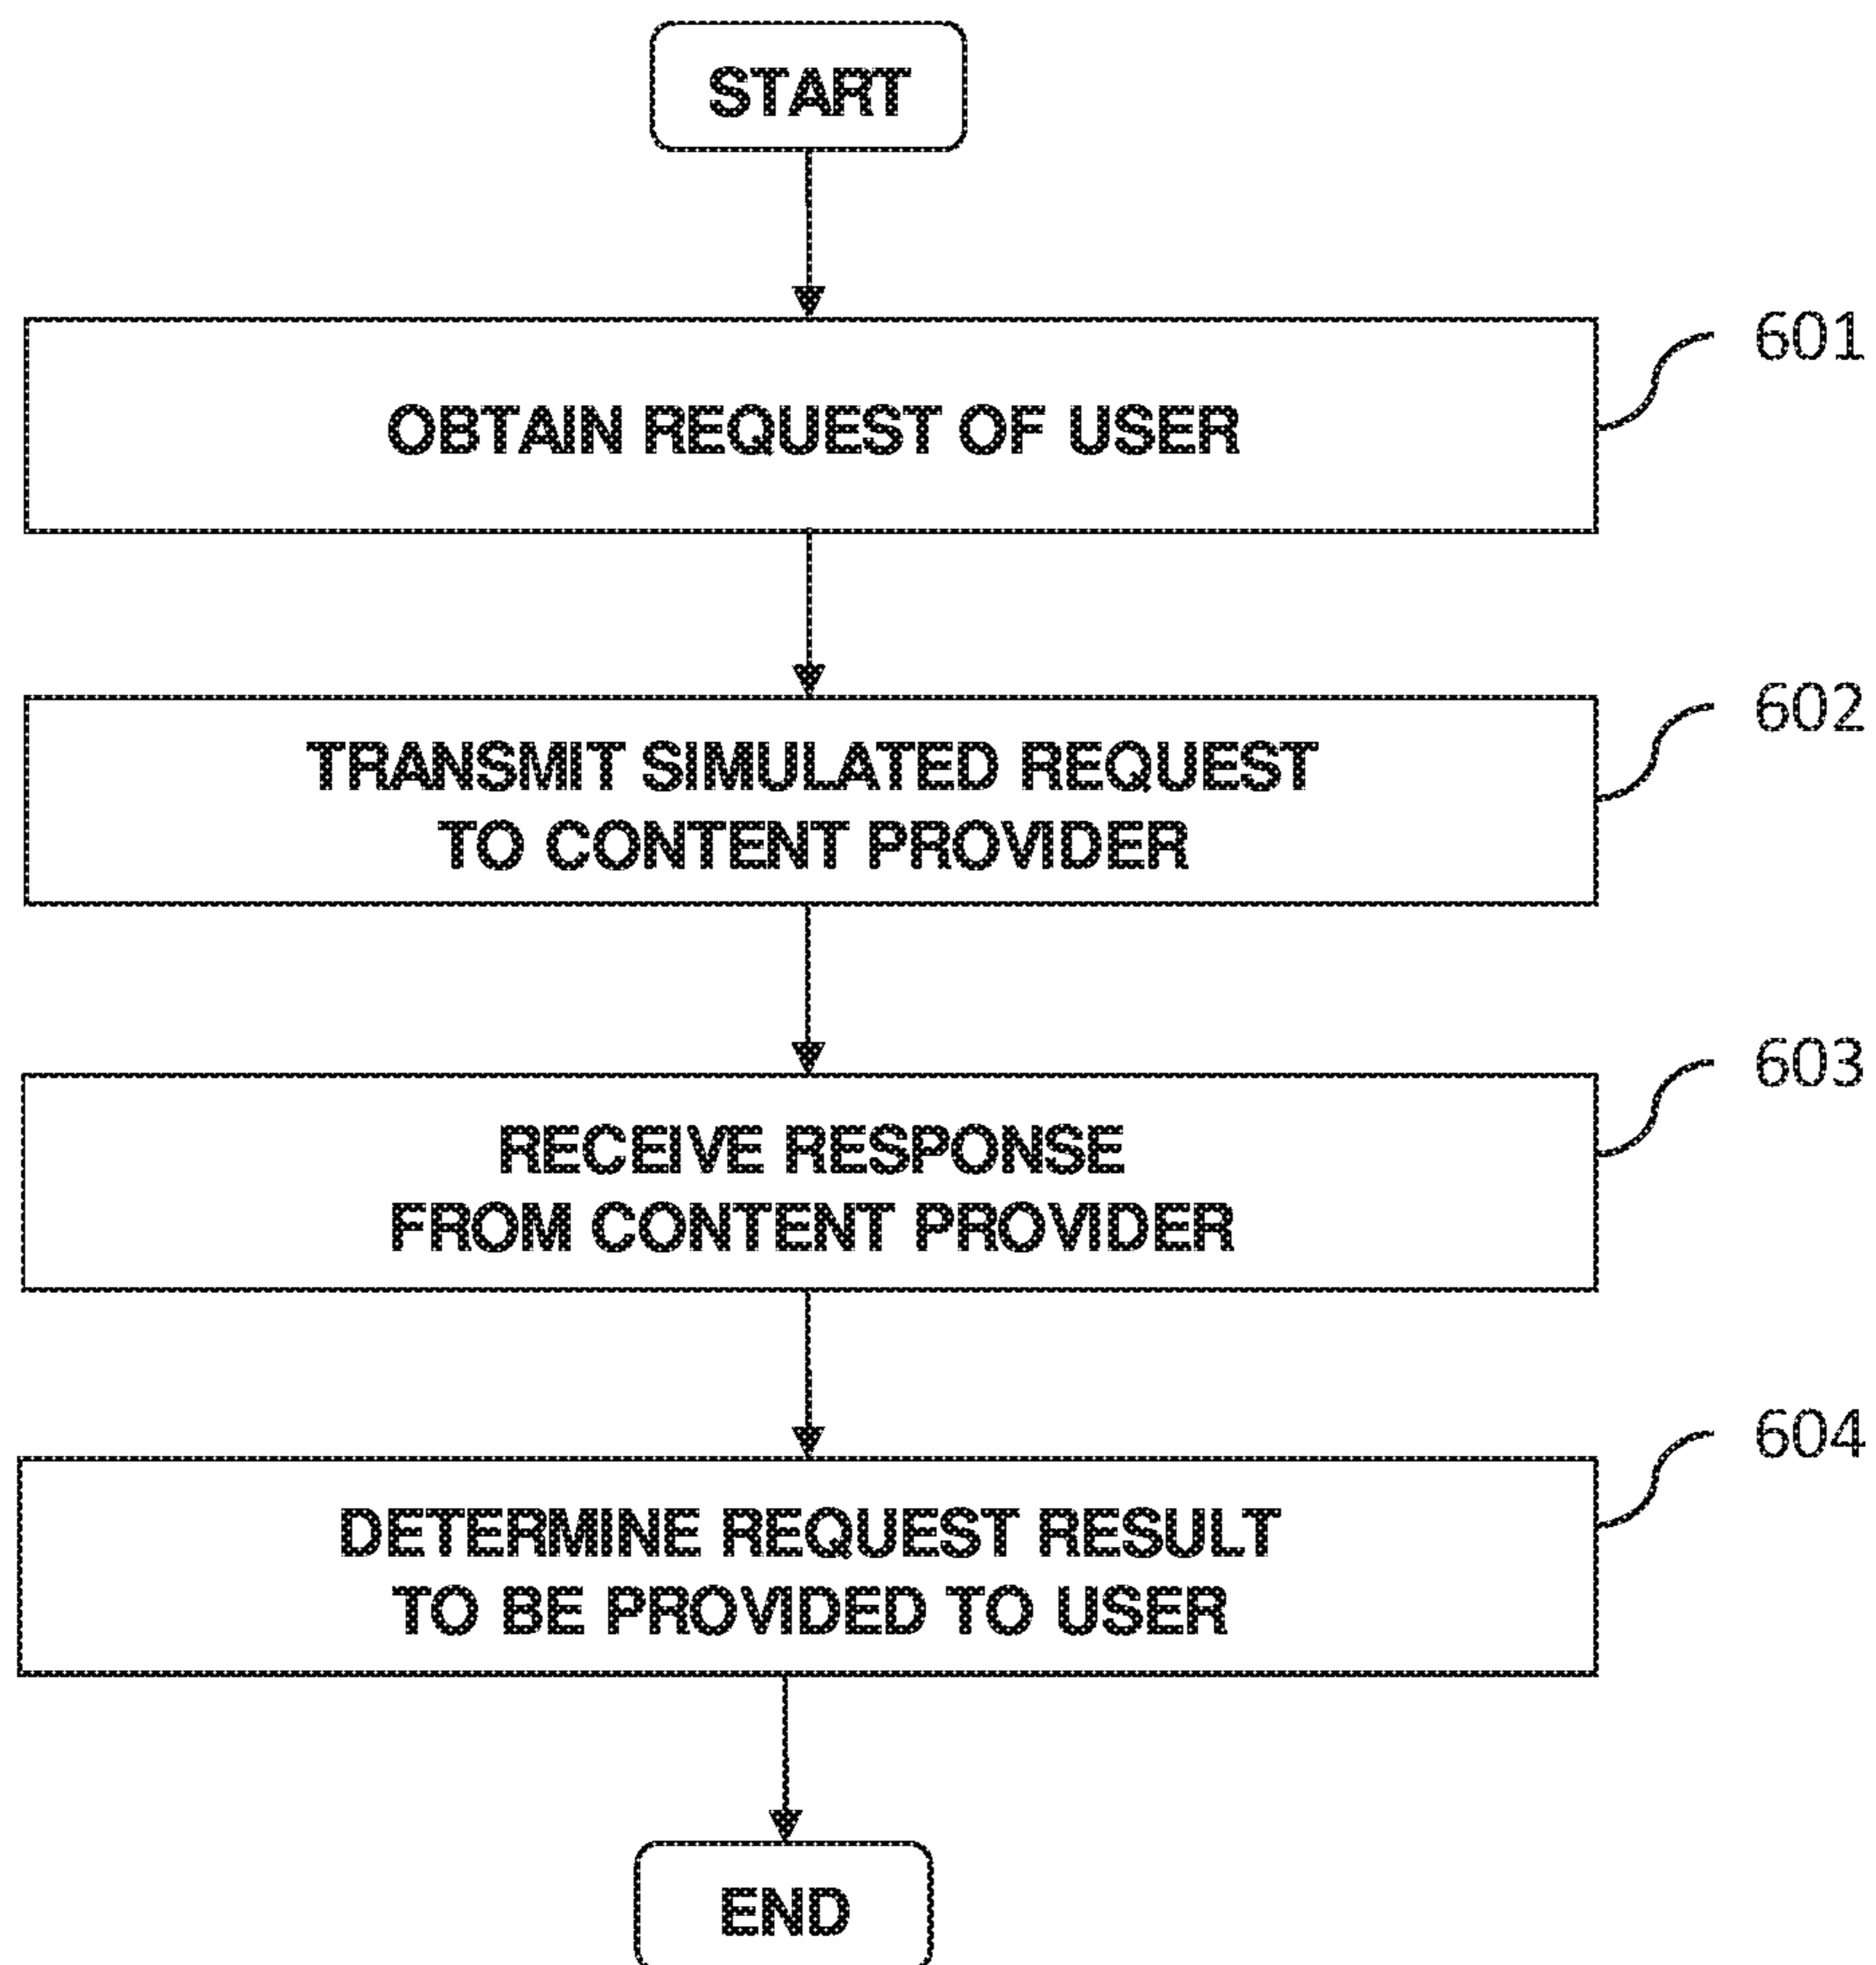 START
601
OBTAIN REQUEST OF USER
602
TRANSMIT SIMULATED REQUEST
TO CONTENT PROVIDER
603
RECEIVE RESPONSE
FROM CONTENT PROVIDER
604
DETERMINE REQUEST RESULT
TO BE PROVIDED TO USER
END